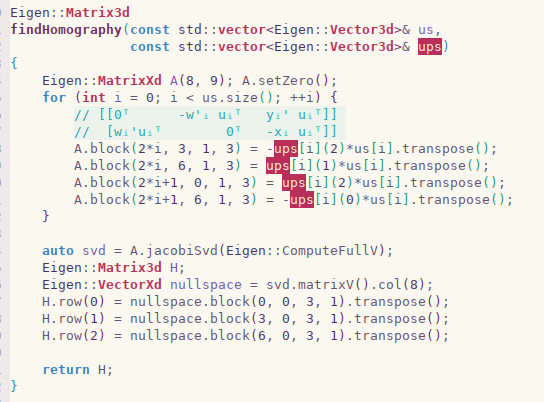 Eigen::Matrix3d
findHomography(const std::vector<Eigen::Vector3d>& us,
               const std::vector<Eigen::Vector3d>& ups)
{
    Eigen::MatrixXd A(8, 9); A.setZero();
    for (int i = 0; i < us.size(); ++i) {
        // [[0ᵀ      -w'ᵢ uᵢᵀ   yᵢ' uᵢᵀ]]
        //  [wᵢ'uᵢᵀ        0ᵀ   -xᵢ uᵢᵀ]]
        A.block(2*i, 3, 1, 3) = -ups[i](2)*us[i].transpose();
        A.block(2*i, 6, 1, 3) = ups[i](1)*us[i].transpose();
        A.block(2*i+1, 0, 1, 3) = ups[i](2)*us[i].transpose();
        A.block(2*i+1, 6, 1, 3) = -ups[i](0)*us[i].transpose();
    }

    auto svd = A.jacobiSvd(Eigen::ComputeFullV);
    Eigen::Matrix3d H;
    Eigen::VectorXd nullspace = svd.matrixV().col(8);
    H.row(0) = nullspace.block(0, 0, 3, 1).transpose();
    H.row(1) = nullspace.block(3, 0, 3, 1).transpose();
    H.row(2) = nullspace.block(6, 0, 3, 1).transpose();

    return H;
}